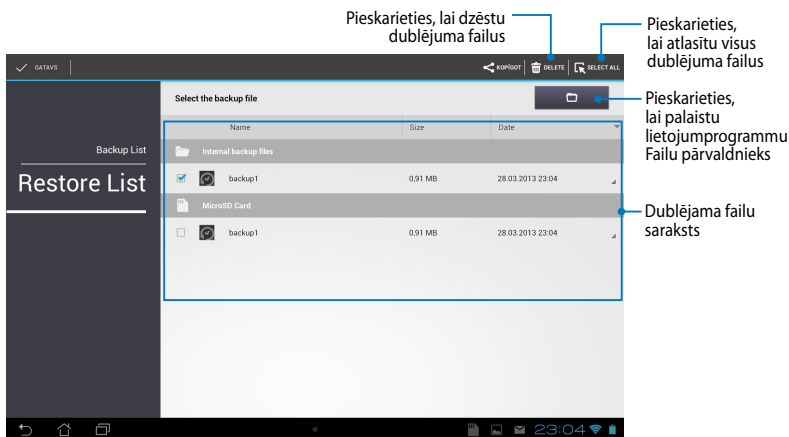 Pieskarieties, lai dzēstu
dublējuma failus
Pieskarieties,
lai atlasītu visus
dublējuma failus
GATAVS
KOPĪGOT
DELETE
SELECT ALL
Select the backup file
Pieskarieties,
lai palaistu
lietojumprogrammu
Failu pārvaldnieks
Backup List
Restore List
Name Size Date
Internal backup files
backup1 0,91 MB 28.03.2013 23:04
MicroSD Card
backup1 0,91 MB 28.03.2013 23:04
Dublējama failu
saraksts
23:04